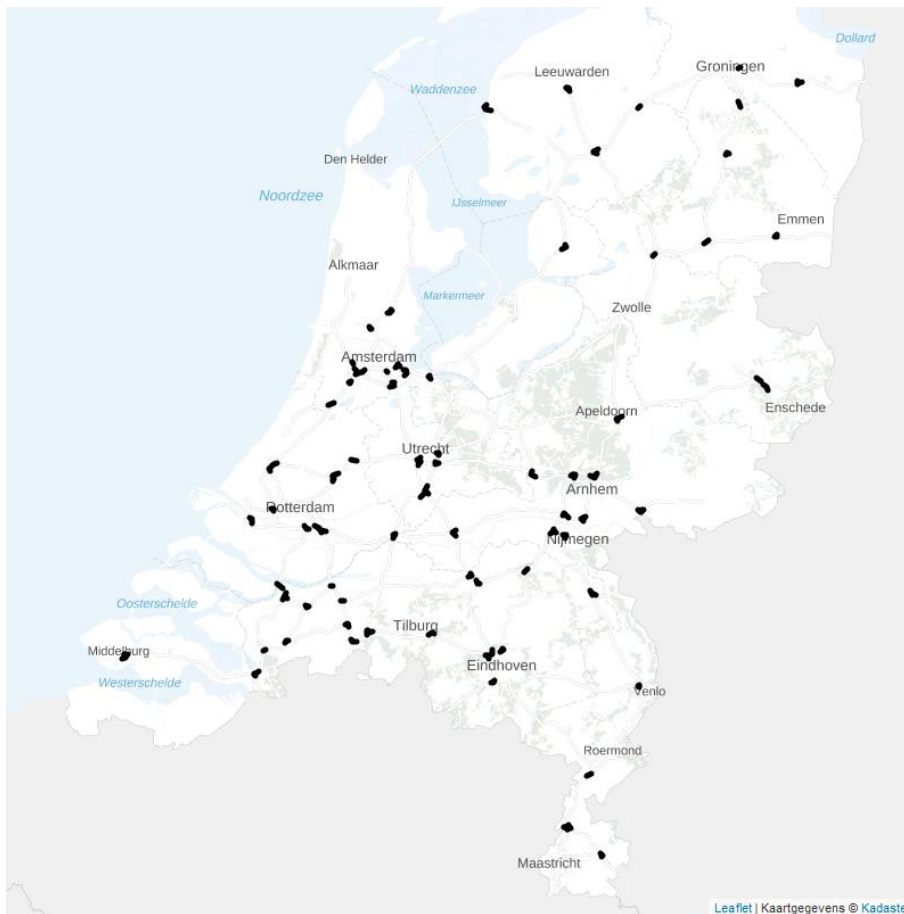 Dollard
Groningen
Leeuwarden
Waddenzee
Den Helder
Noordzee
IJsselmeer
Emmen
Alkmaar
Markermeer
Zwolle
Amsterdam
Apeldoorn
Enschede
Utrecht
Arnhem
Rotterdam
Nijmegen
Oosterschelde
Tilburg
Middelburg
Eindhoven
Westerschelde
Venlo
Roermond
Maastricht
Leaflet | Kaartgegevens © Kadaste